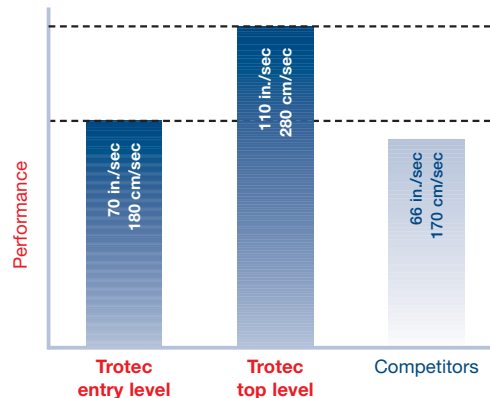 Performance
70 in./sec
180 cm/sec
110 in./sec
280 cm/sec
66 in./sec
170 cm/sec
Trotec
entry level
Trotec
top level
Competitors